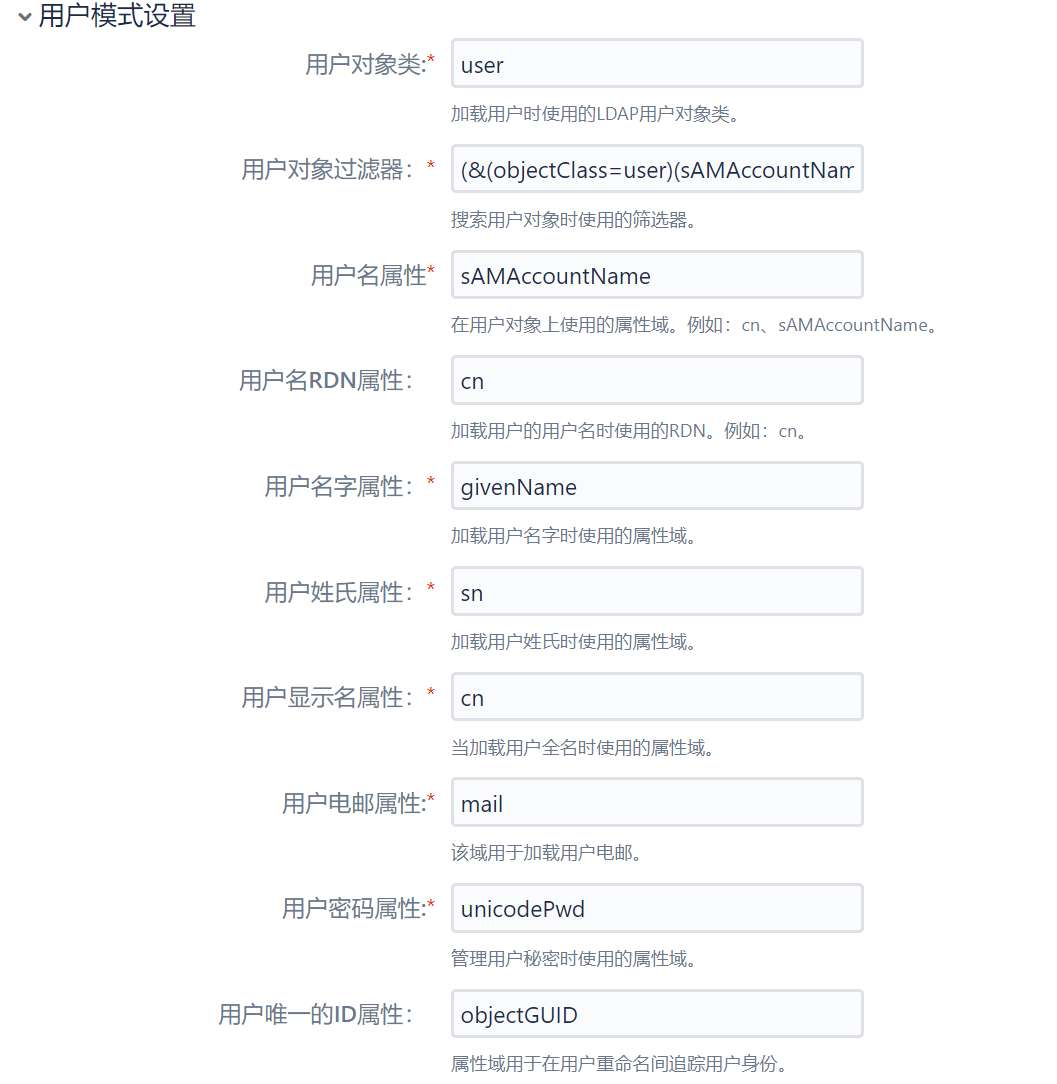 用户模式设置
用户对象类:* user
加载用户时使用的LDAP用户对象类。
用户对象过滤器：* (&(objectClass=user)(sAMAccountNam
搜索用户对象时使用的筛选器。
用户名属性* sAMAccountName
在用户对象上使用的属性域。例如：cn、sAMAccountName。
用户名RDN属性： cn
加载用户的用户名时使用的RDN。例如：cn。
用户名字属性：* givenName
加载用户名字时使用的属性域。
用户姓氏属性：* sn
加载用户姓氏时使用的属性域。
用户显示名属性：* cn
当加载用户全名时使用的属性域。
用户电邮属性:* mail
该域用于加载用户电邮。
用户密码属性:* unicodePwd
管理用户秘密时使用的属性域。
用户唯一的ID属性： objectGUID
属性域用于在用户重命名间追踪用户身份。